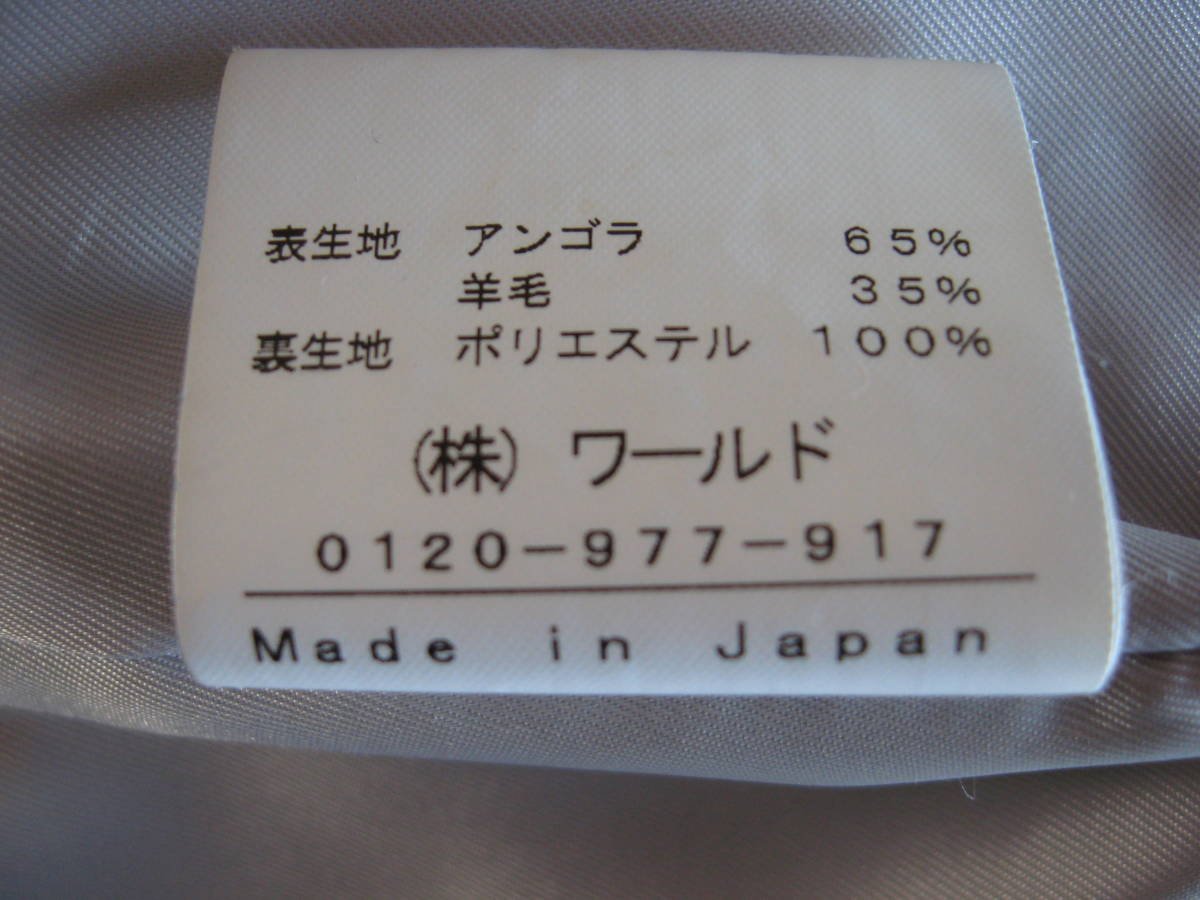 表生地 アンゴラ 65%
羊毛 35%
裏生地 ポリエステル 100%
(株) ワールド
0120-977-917
Made in Japan